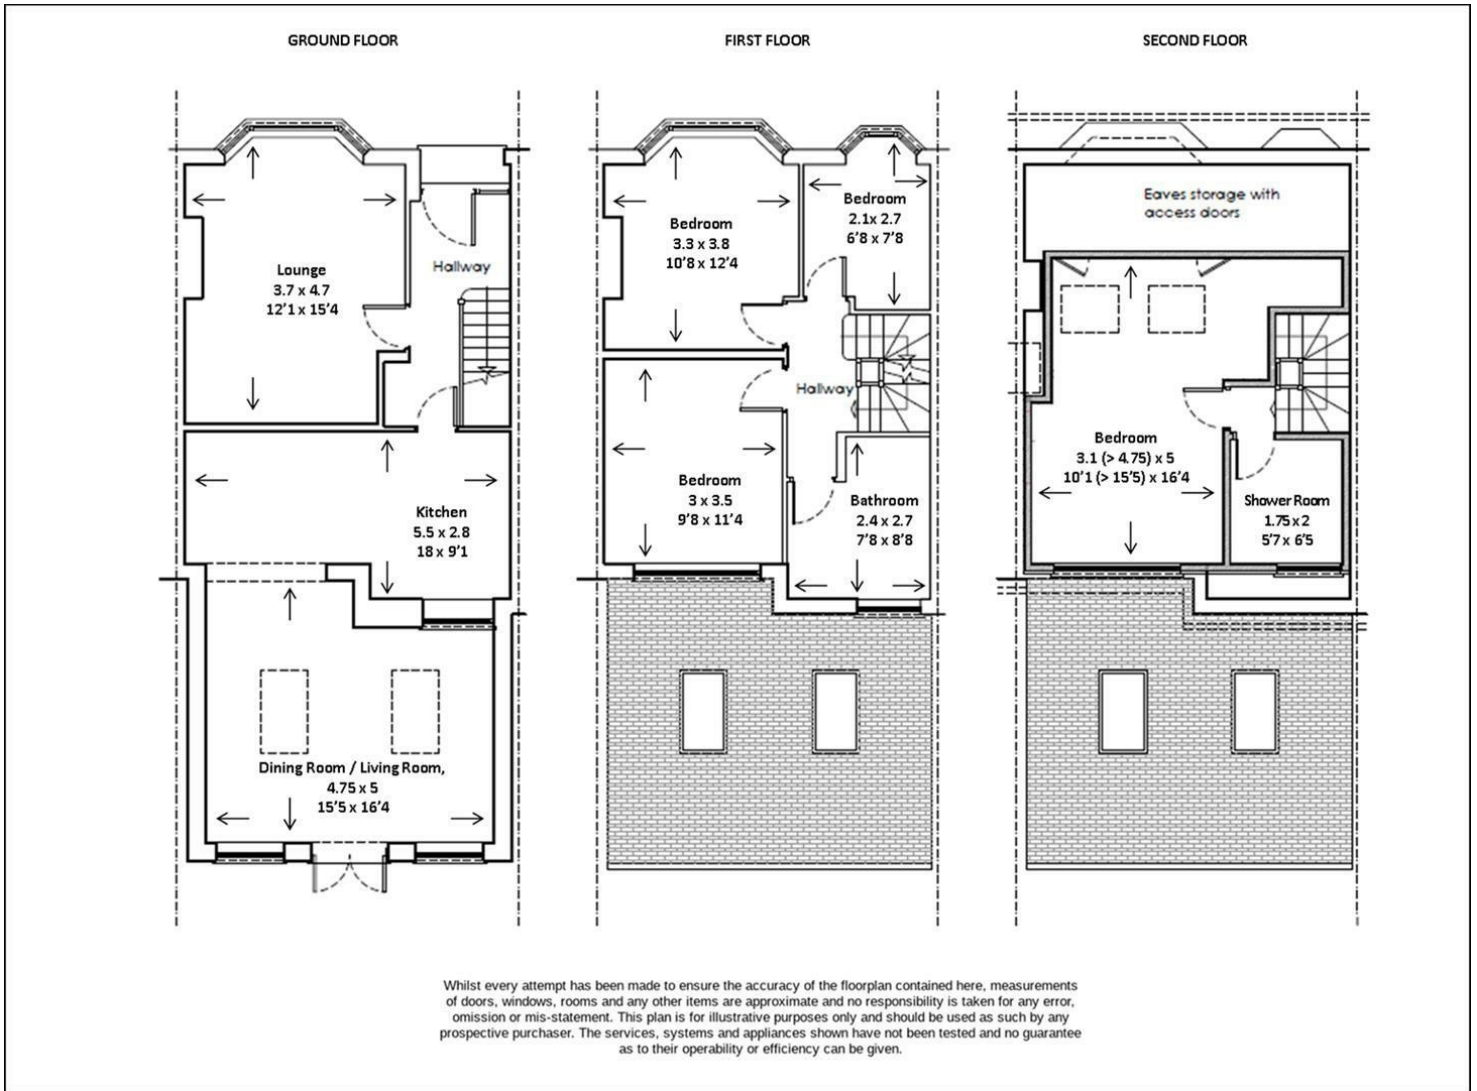 GROUND FLOOR
Lounge
3.7 x 4.7
12'1 x 15'4
Hallway
Kitchen
5.5 x 2.8
18 x 9'1
Dining Room / Living Room,
4.75 x 5
15'5 x 16'4
FIRST FLOOR
Bedroom
3.3 x 3.8
10'8 x 12'4
Bedroom
2.1x 2.7
6'8 x 7'8
Hallway
Bedroom
3 x 3.5
9'8 x 11'4
Bathroom
2.4 x 2.7
7'8 x 8'8
SECOND FLOOR
Eaves storage with
access doors
Bedroom
3.1 (> 4.75) x 5
10'1 (> 15'5) x 16'4
Shower Room
1.75 x 2
5'7 x 6'5
Whilst every attempt has been made to ensure the accuracy of the floorplan contained here, measurements
of doors, windows, rooms and any other items are approximate and no responsibility is taken for any error,
omission or mis-statement. This plan is for illustrative purposes only and should be used as such by any
prospective purchaser. The services, systems and appliances shown have not been tested and no guarantee
as to their operability or efficiency can be given.